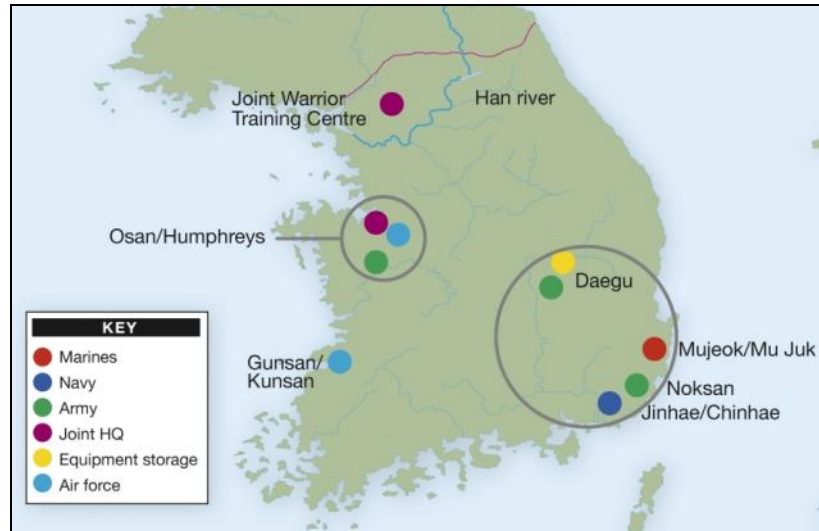 Joint Warrior
Training Centre
Han river
Osan/Humphreys
Daegu
Gunsan/
Kunsan
Mujeok/Mu Juk
Noksan
Jinhae/Chinhae
KEY
Marines
Navy
Army
Joint HQ
Equipment storage
Air force